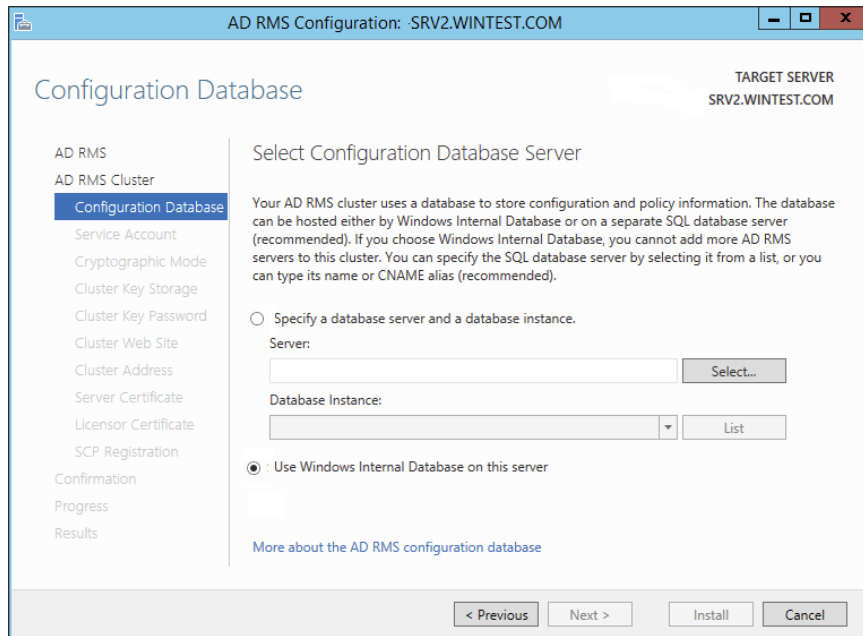 AD RMS Configuration: SRV2.WINTEST.COM
Configuration Database
TARGET SERVER
SRV2.WINTEST.COM
AD RMS
AD RMS Cluster
Configuration Database
Service Account
Cryptographic Mode
Cluster Key Storage
Cluster Key Password
Cluster Web Site
Cluster Address
Server Certificate
Licensor Certificate
SCP Registration
Confirmation
Progress
Results
Select Configuration Database Server
Your AD RMS cluster uses a database to store configuration and policy information. The database
can be hosted either by Windows Internal Database or on a separate SQL database server
(recommended). If you choose Windows Internal Database, you cannot add more AD RMS
servers to this cluster. You can specify the SQL database server by selecting it from a list, or you
can type its name or CNAME alias (recommended).
Specify a database server and a database instance.
Server:
Select...
Database Instance:
List
Use Windows Internal Database on this server
More about the AD RMS configuration database
< Previous
Next >
Install
Cancel